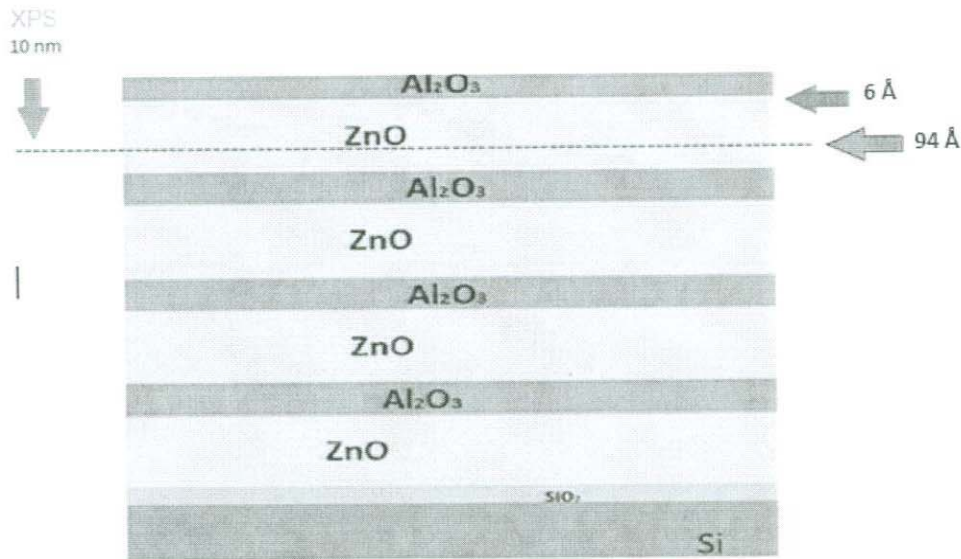 XPS
10 nm
Al₂O₃
6 Å
ZnO
94 Å
Al₂O₃
ZnO
Al₂O₃
ZnO
Al₂O₃
ZnO
SiO₂
Si